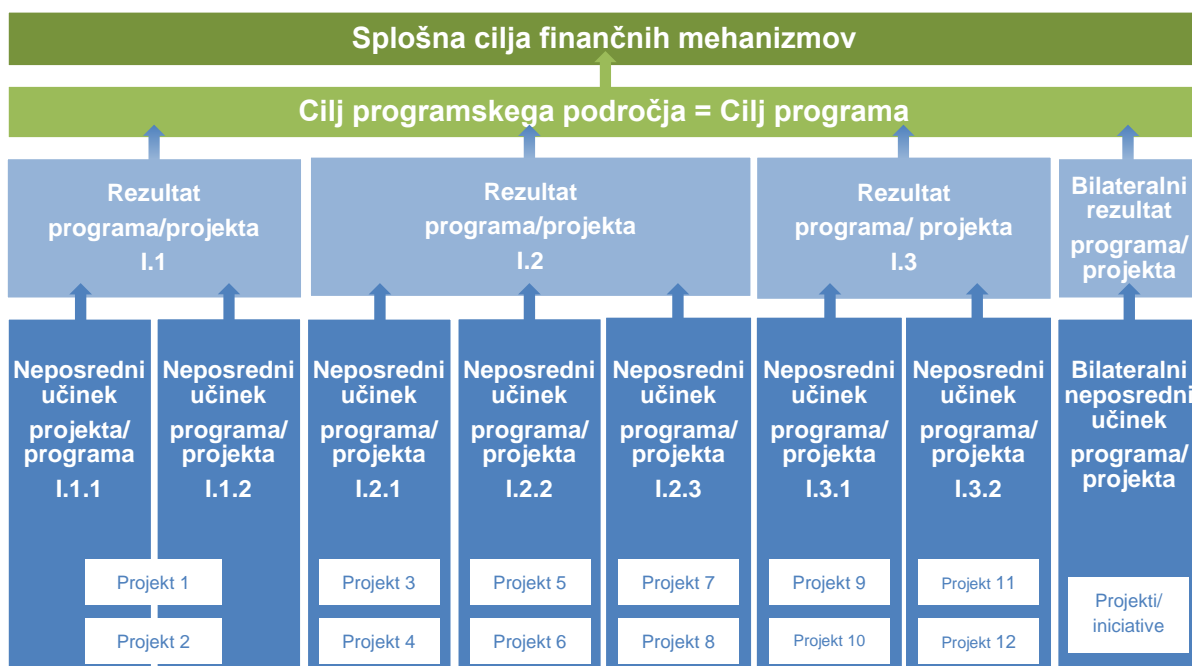 Splošna cilja finančnih mehanizmov
Cilj programskega področja = Cilj programa
Rezultat
programa/projekta
I.1
Rezultat
programa/projekta
I.2
Rezultat
programa/ projekta
I.3
Bilateralni
rezultat
programa/
projekta
Neposredni
učinek
projekta/
programa
I.1.1
Neposredni
učinek
programa/
projekta
I.1.2
Neposredni
učinek
programa/
projekta
I.2.1
Neposredni
učinek
programa/
projekta
I.2.2
Neposredni
učinek
programa/
projekta
I.2.3
Neposredni
učinek
programa/
projekta
I.3.1
Neposredni
učinek
programa/
projekta
I.3.2
Bilateralni
neposredni
učinek
programa/
projekta
Projekt 1
Projekt 2
Projekt 3
Projekt 4
Projekt 5
Projekt 6
Projekt 7
Projekt 8
Projekt 9
Projekt 10
Projekt 11
Projekt 12
Projekti/
iniciative